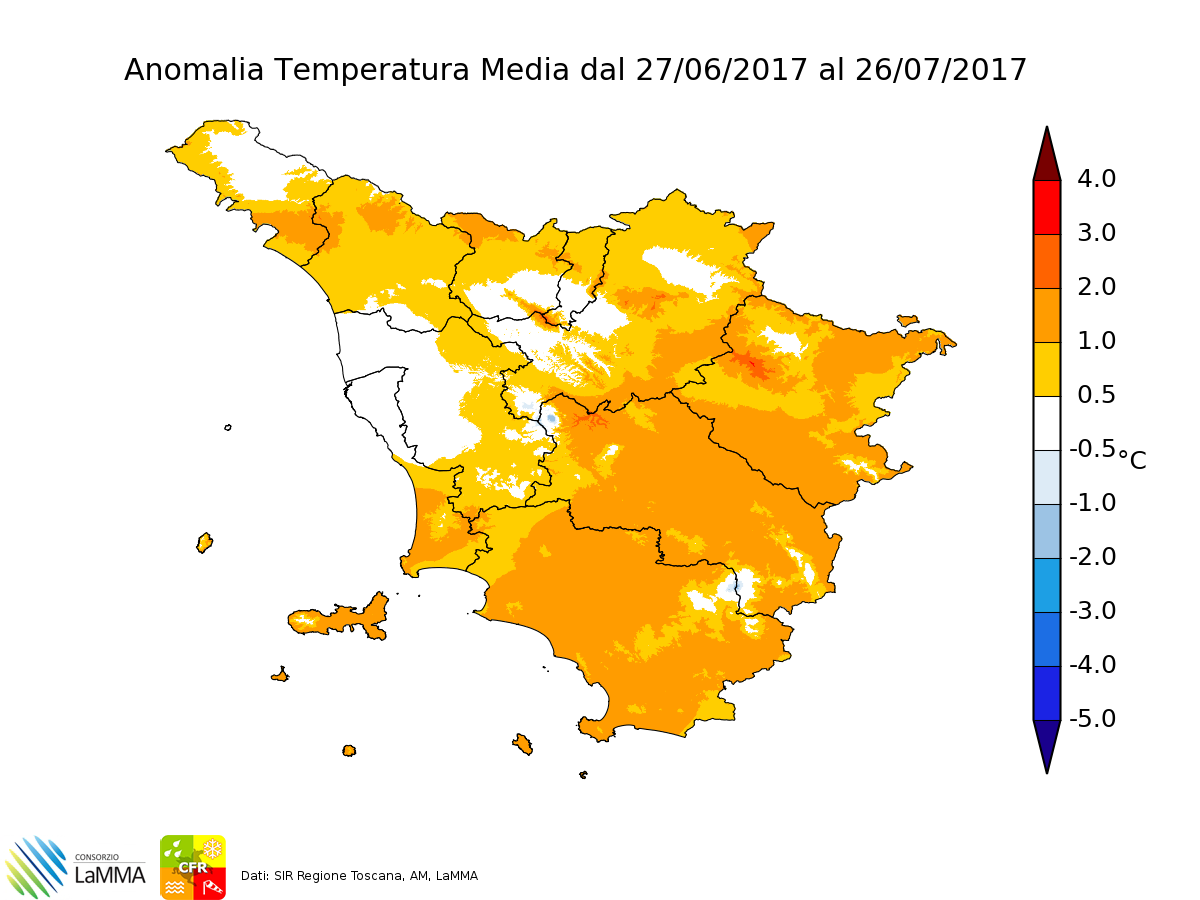 Anomalia Temperatura Media dal 27/06/2017 al 26/07/2017
4.0
3.0
2.0
1.0
0.5
-0.5
°C
-1.0
-2.0
-3.0
-4.0
-5.0
CONSORZIO
LaMMA
CFR
Dati: SIR Regione Toscana, AM, LaMMA